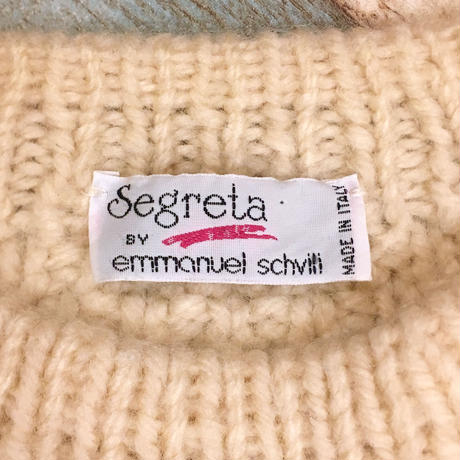 Segreta
BY
emmanuel schvili
MADE IN ITALY